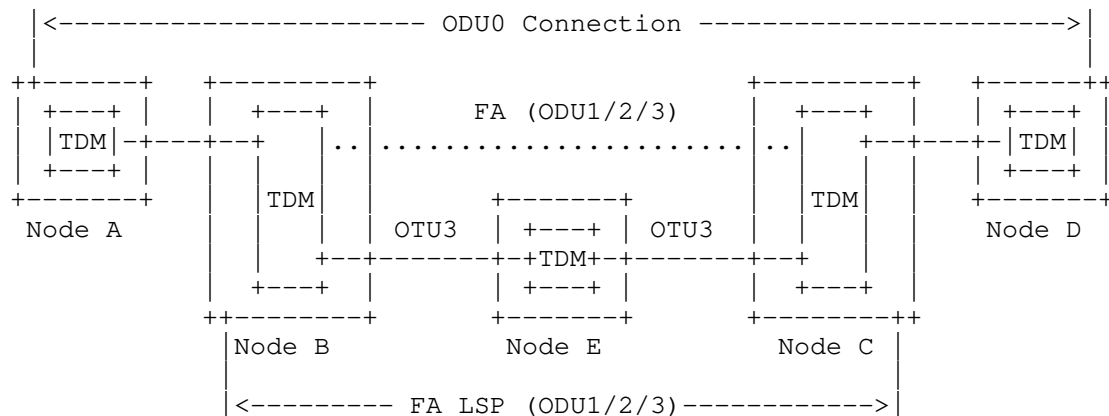 ODU0 Connection
FA (ODU1/2/3)
TDM TDM
TDM TDM
Node A OTU3 OTU3 Node D
TDM
Node B Node E Node C
FA LSP (ODU1/2/3)